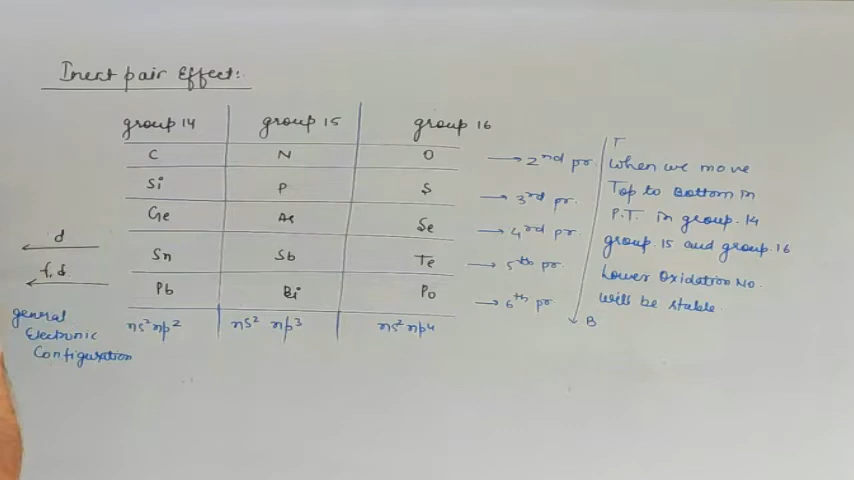 Inert pair Effect:
group 14 group 15 group 16
C N O → 2nd pr.
Si P S → 3rd pr.
Ge As Se → 4rd pr.
d Sn Sb Te → 5th pr.
f, d Pb Bi Po → 6th pr
ns² np² ns² np³ ns² np⁴
general
Electronic
Configuration
T
when we move
Top to Bottom in
P.T. in group. 14
group. 15 and group. 16
Lower Oxidation No.
will be stable.
B